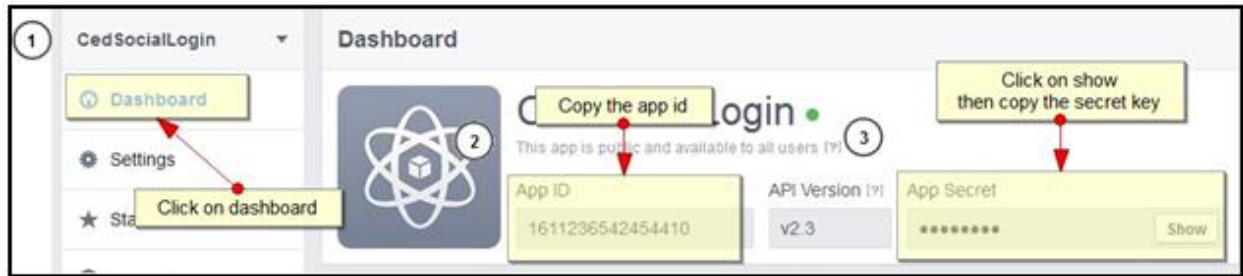 1
CedSocialLogin
Dashboard
Dashboard
Settings
Sta
Click on dashboard
2
C
Copy the app id
ogin
3
This app is public and available to all users [?]
Click on show
then copy the secret key
App ID
API Version [?]
App Secret
1611236542454410
v2.3
Show